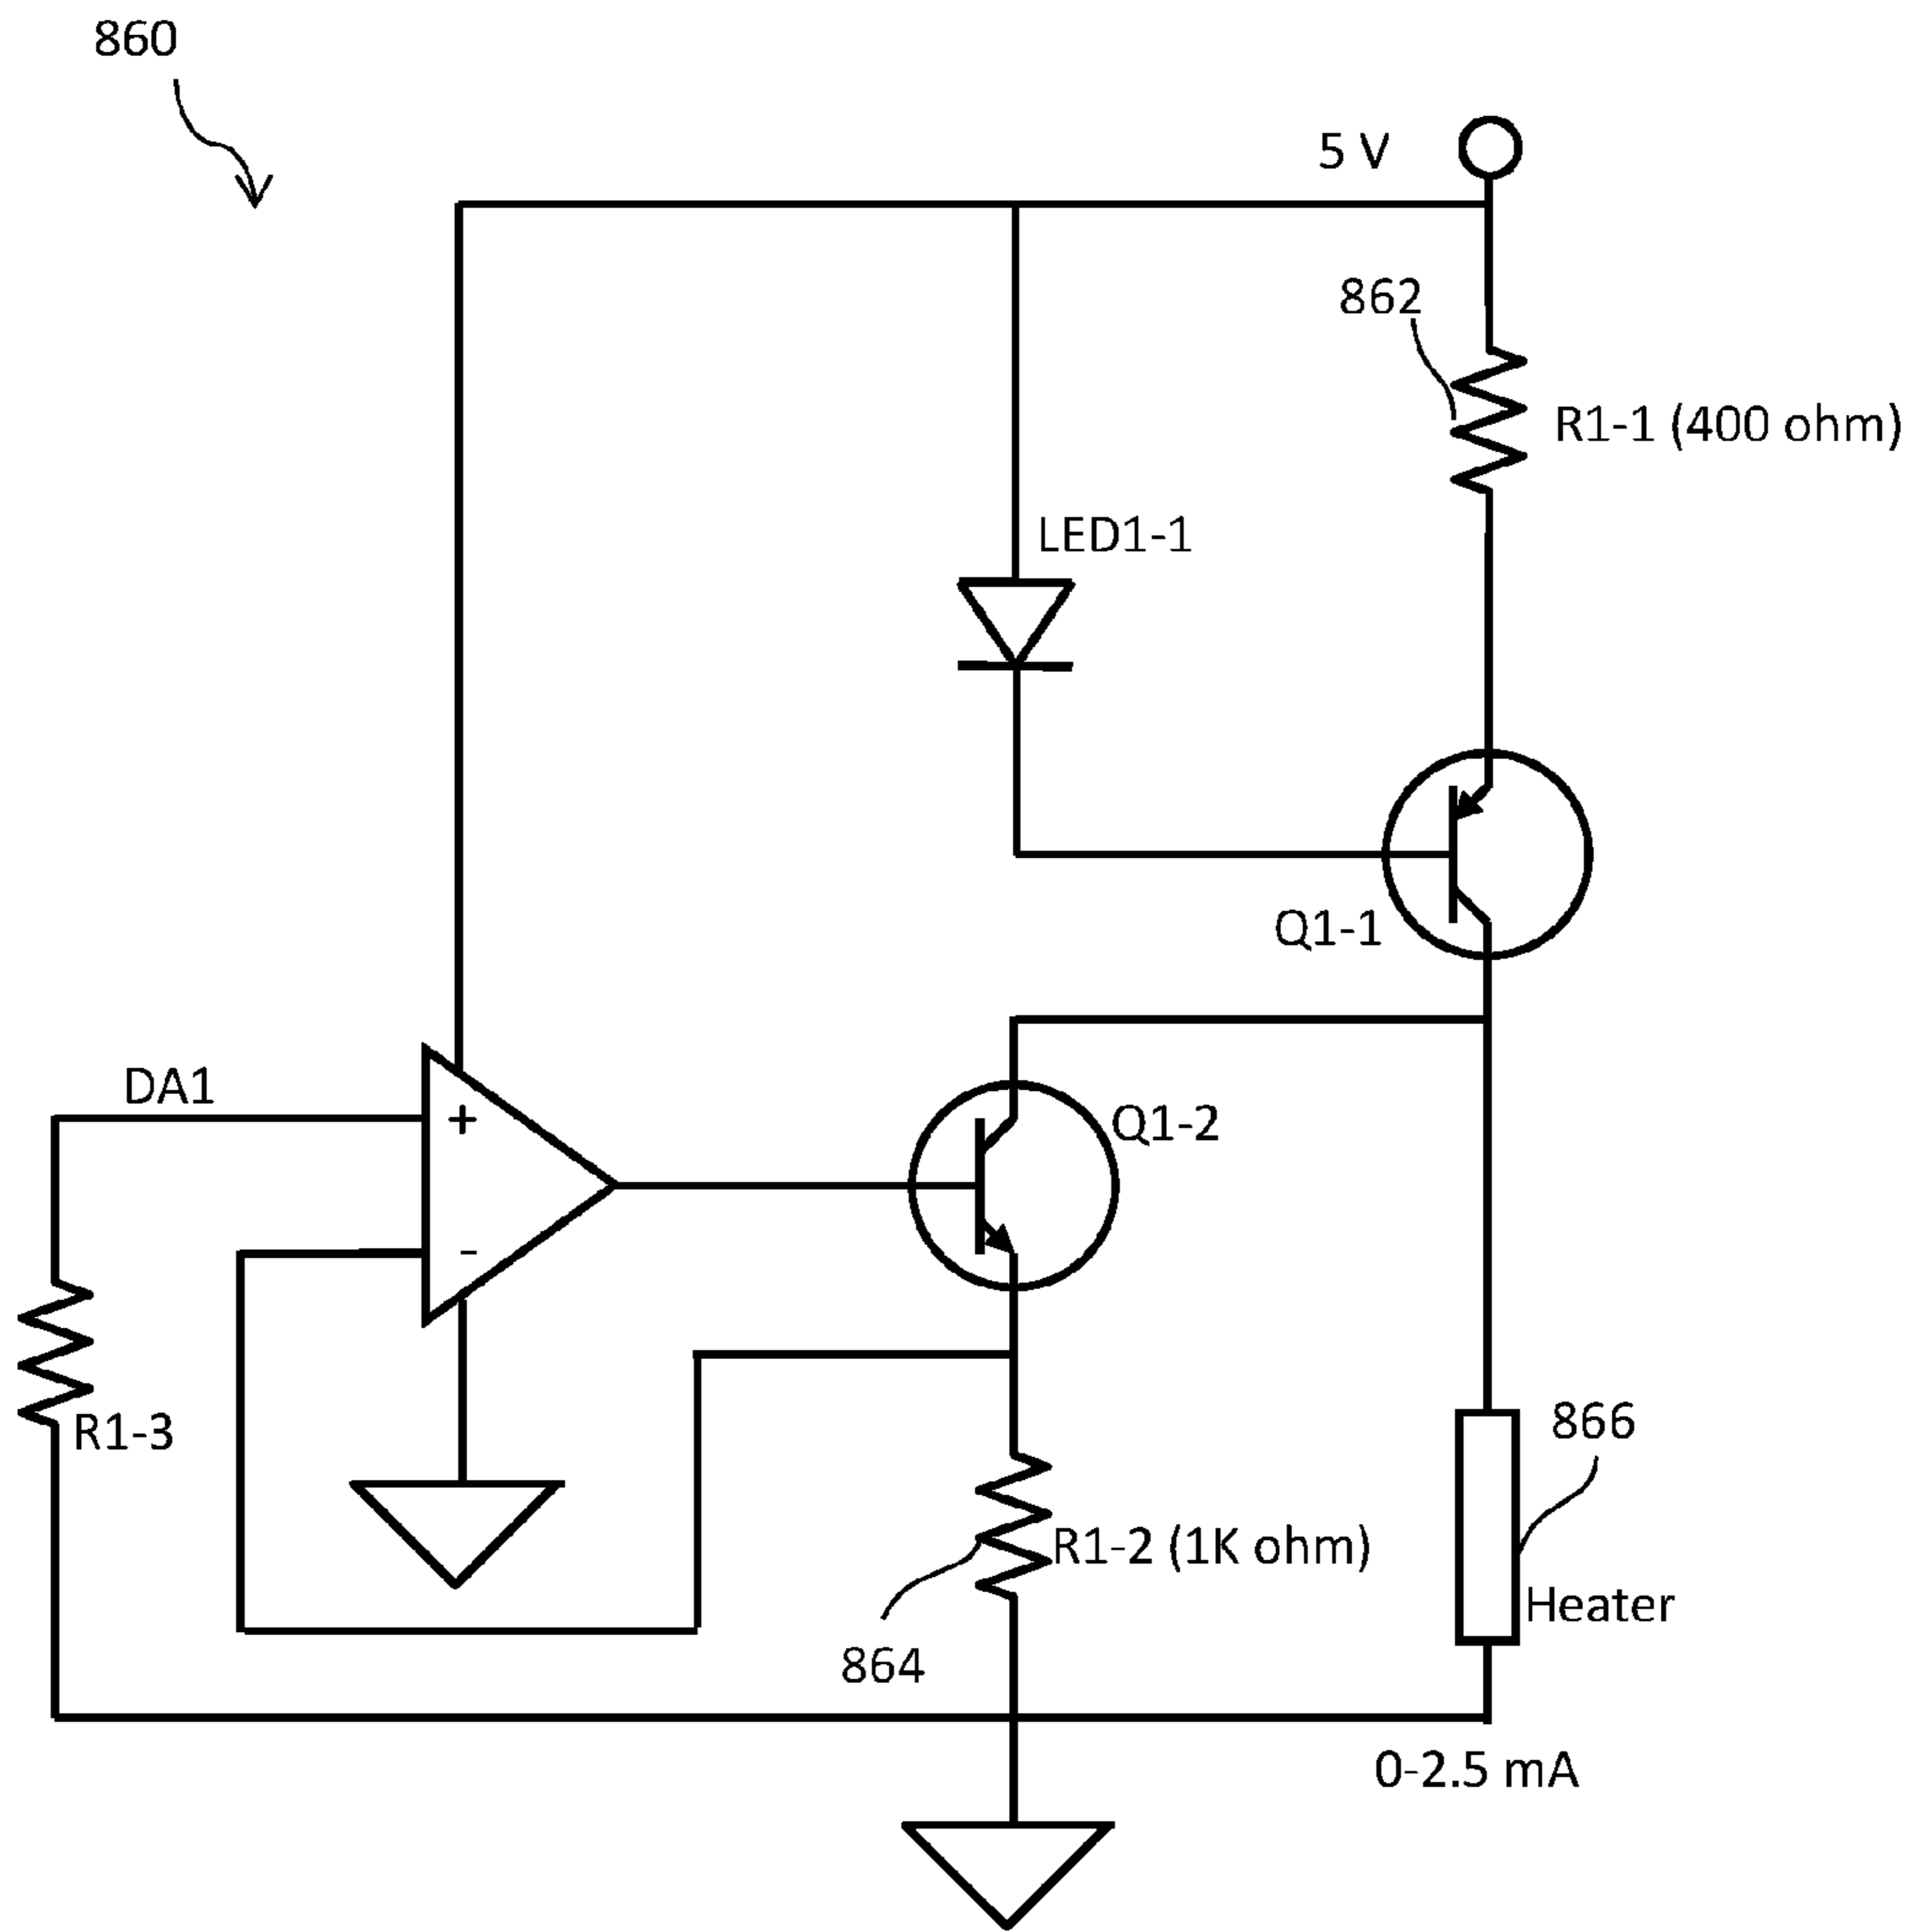 860
5 V
862
R1-1 (400 ohm)
LED1-1
Q1-1
DA1
+
Q1-2
-
R1-3
866
R1-2 (1K ohm)
Heater
864
0-2.5 mA